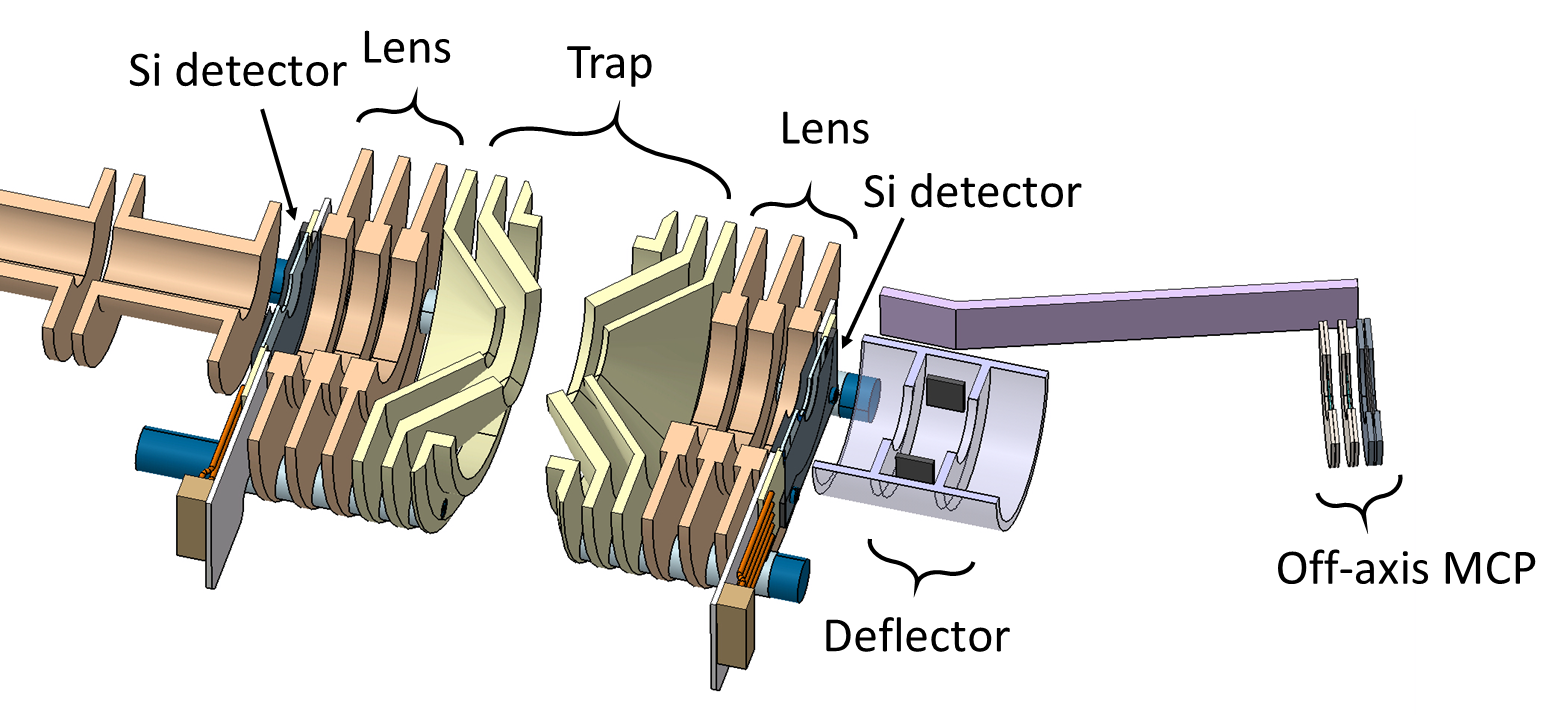 Si detector
Lens
Trap
Lens
Si detector
Deflector
Off-axis MCP